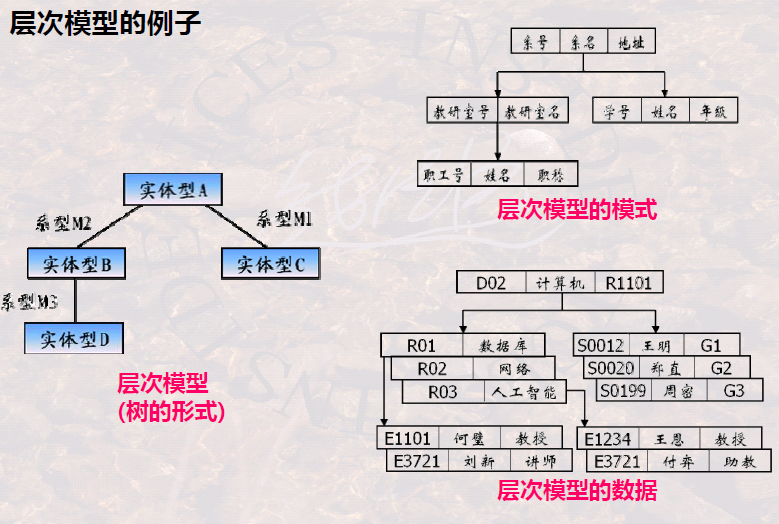 层次模型的例子
系号 系名 地址
教研室号 教研室名
学号 姓名 年级
职工号 姓名 职称
层次模型的模式
实体型A
系型M2
系型M1
实体型B
实体型C
系型M3
实体型D
层次模型
(树的形式)
D02 计算机 R1101
R01 数据库
R02 网络
R03 人工智能
S0012 王明 G1
S0020 郑直 G2
S0199 周密 G3
E1101 何璧 教授
E3721 刘新 讲师
E1234 王恩 教授
E3721 付弈 助教
层次模型的数据